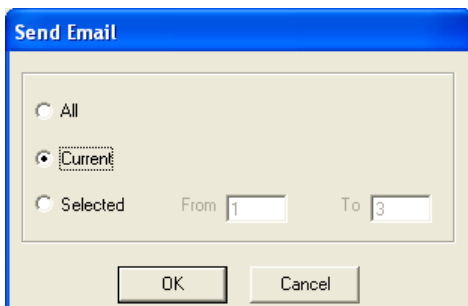 Send Email
All
Current
Selected From 1 To 3
OK Cancel